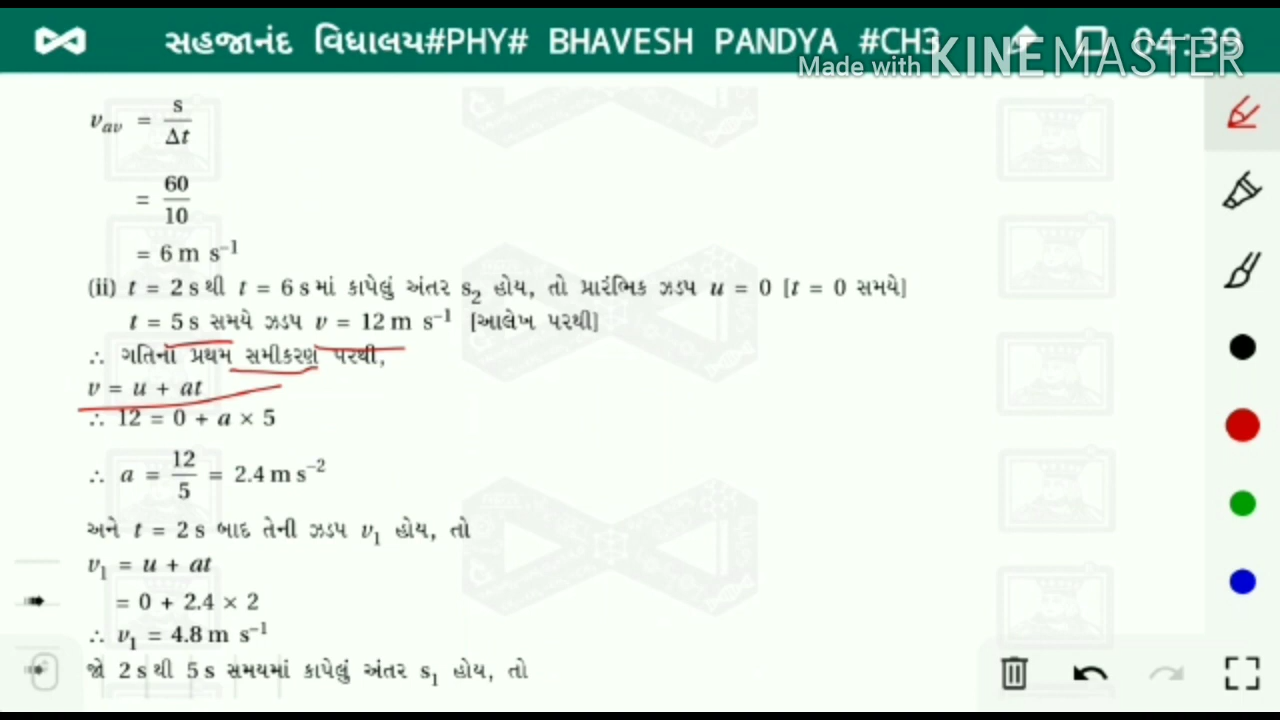 સહજાનંદ વિધાલય#PHY# BHAVESH PANDYA #CH3 04:39
Made with KINEMASTER
v_av = s/Δt
= 60/10
= 6 m s⁻¹
(ii) t = 2 s થી t = 6 s માં કાપેલું અંતર s₂ હોય, તો પ્રારંભિક ઝડપ u = 0 [t = 0 સમયે]
t = 5 s સમયે ઝડપ v = 12 m s⁻¹ [આલેખ પરથી]
∴ ગતિના પ્રથમ સમીકરણ પરથી,
v = u + at
∴ 12 = 0 + a × 5
∴ a = 12/5 = 2.4 m s⁻²
અને t = 2 s બાદ તેની ઝડપ v₁ હોય, તો
v₁ = u + at
= 0 + 2.4 × 2
∴ v₁ = 4.8 m s⁻¹
જો 2 s થી 5 s સમયમાં કાપેલું અંતર s₁ હોય, તો